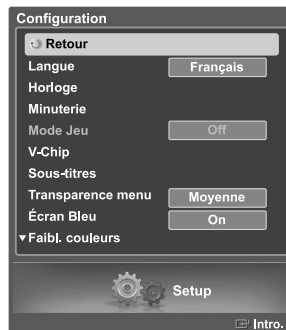 Configuration
Retour
Langue Français
Horloge
Minuterie
Mode Jeu Off
V-Chip
Sous-titres
Transparence menu Moyenne
Écran Bleu On
▼Faibl. couleurs
Setup
Intro.